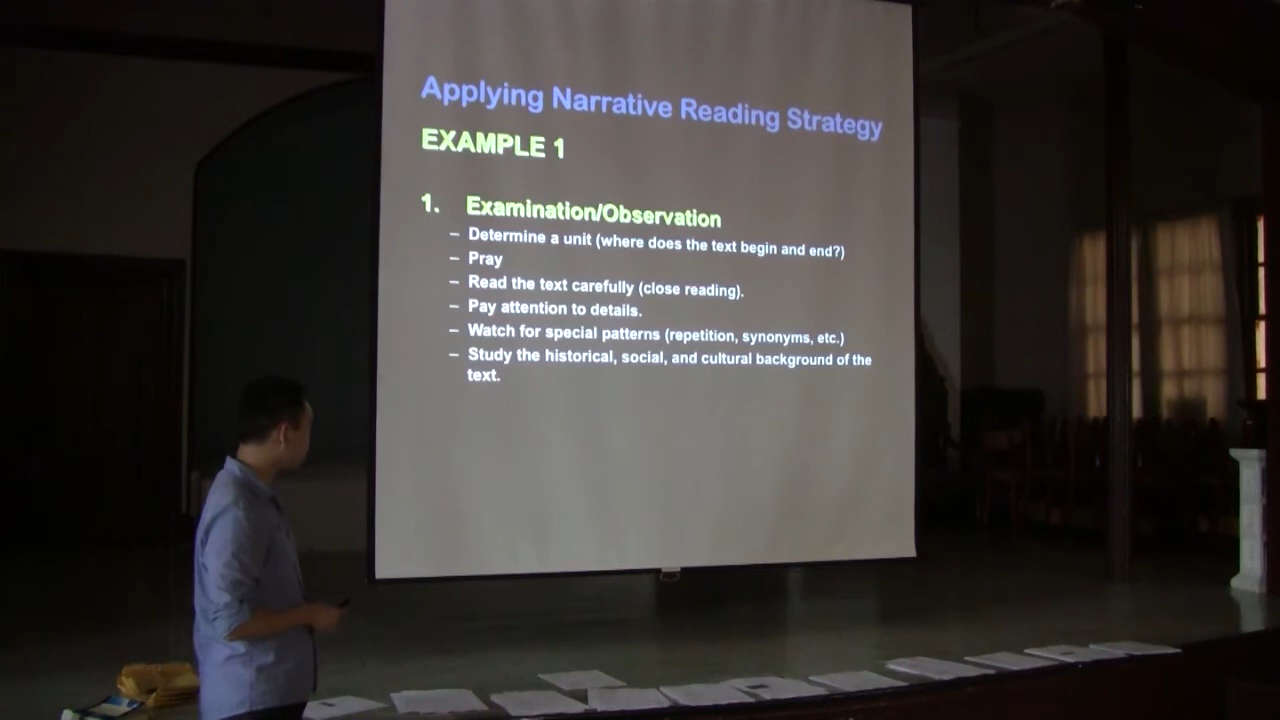 Applying Narrative Reading Strategy
EXAMPLE 1
1. Examination/Observation
– Determine a unit (where does the text begin and end?)
– Pray
– Read the text carefully (close reading).
– Pay attention to details.
– Watch for special patterns (repetition, synonyms, etc.)
– Study the historical, social, and cultural background of the
text.